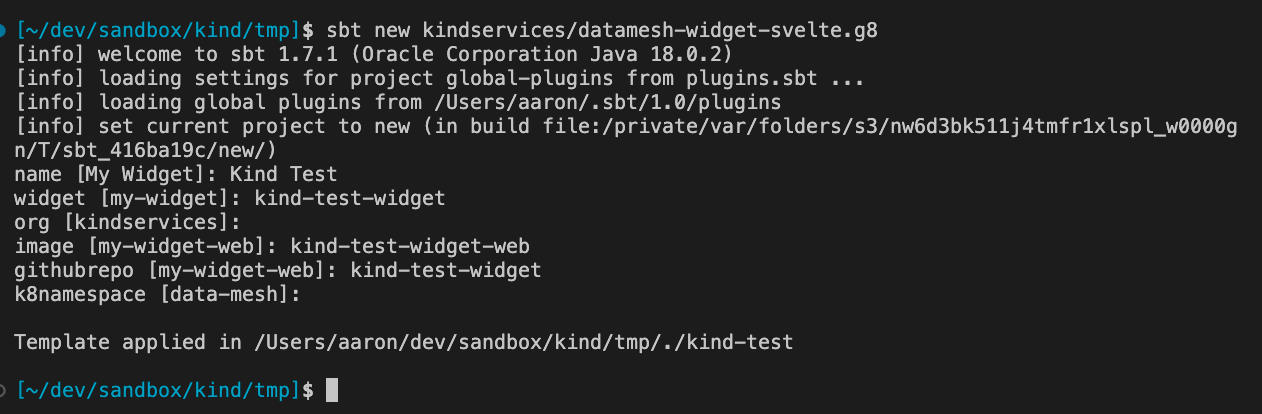 [~/dev/sandbox/kind/tmp]$ sbt new kindservices/datamesh-widget-svelte.g8
[info] welcome to sbt 1.7.1 (Oracle Corporation Java 18.0.2)
[info] loading settings for project global-plugins from plugins.sbt ...
[info] loading global plugins from /Users/aaron/.sbt/1.0/plugins
[info] set current project to new (in build file:/private/var/folders/s3/nw6d3bk511j4tmfr1xlspl_w0000g
n/T/sbt_416ba19c/new/)
name [My Widget]: Kind Test
widget [my-widget]: kind-test-widget
org [kindservices]:
image [my-widget-web]: kind-test-widget-web
githubrepo [my-widget-web]: kind-test-widget
k8namespace [data-mesh]:
Template applied in /Users/aaron/dev/sandbox/kind/tmp/./kind-test
[~/dev/sandbox/kind/tmp]$